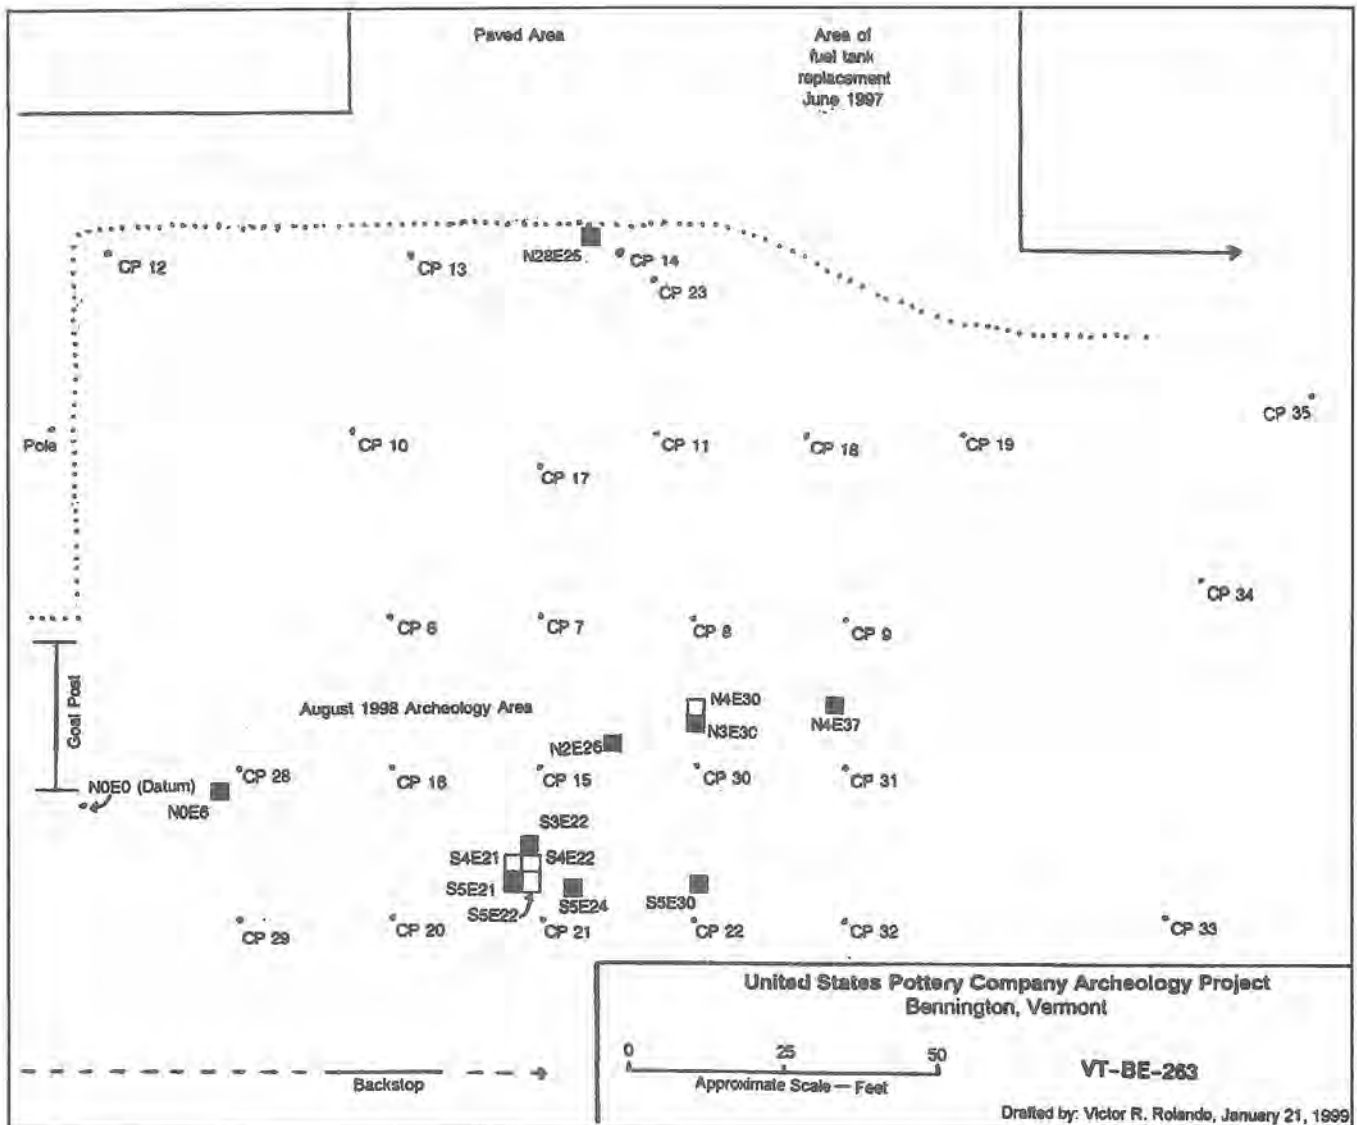 Paved Area
Area of
fuel tank
replacement
June 1997
CP 12
CP 13
N28E25
CP 14
CP 23
CP 35
Pole
CP 10
CP 11
CP 18
CP 19
CP 17
CP 34
CP 6
CP 7
CP 8
CP 9
Goal Post
August 1998 Archeology Area
N4E30
N3E30
N4E37
N2E26
CP 28
CP 16
CP 15
CP 30
CP 31
N0E0 (Datum)
N0E6
S3E22
S4E21
S4E22
S5E21
S5E22
S5E24
S5E30
CP 29
CP 20
CP 21
CP 22
CP 32
CP 33
United States Pottery Company Archeology Project
Bennington, Vermont
0 25 50
Approximate Scale — Feet
VT-BE-263
Backstop
Drafted by: Victor R. Rolando, January 21, 1999